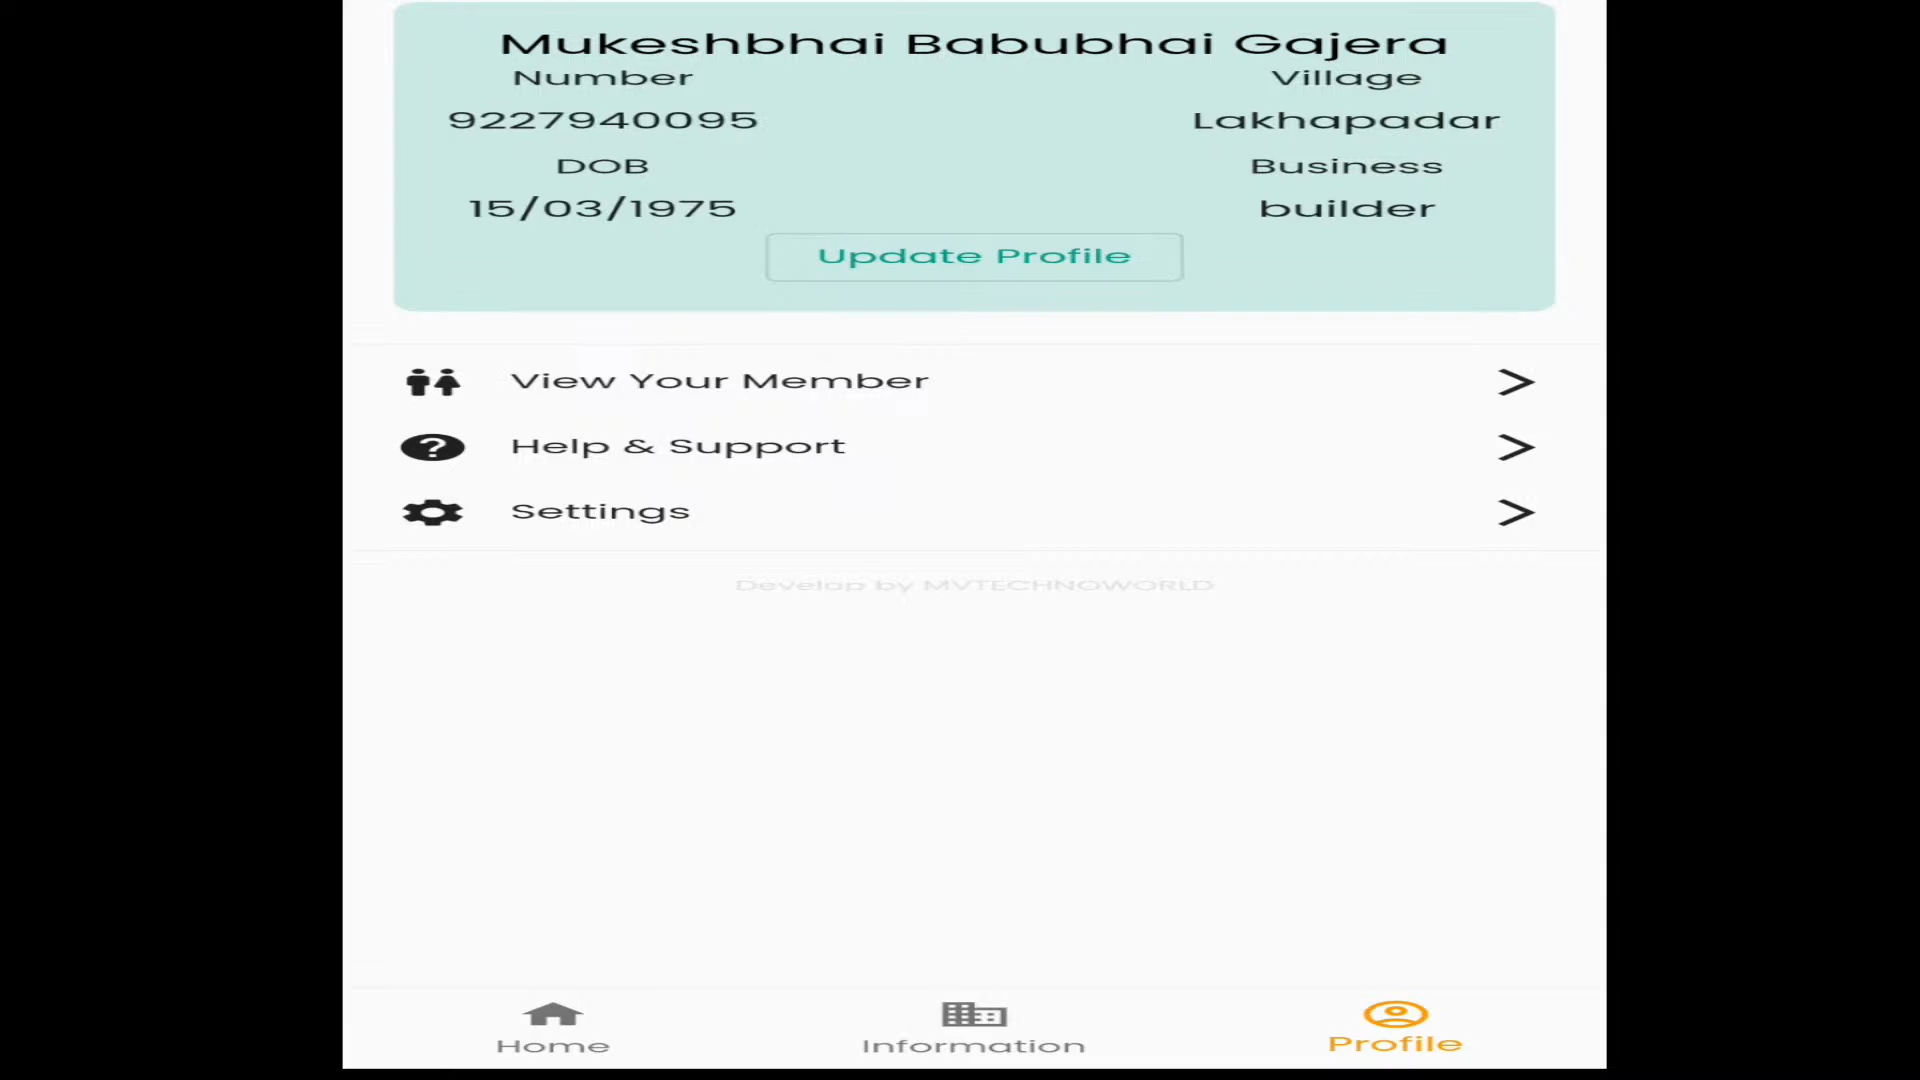 Mukeshbhai Babubhai Gajera
Number
Village
9227940095
Lakhapadar
DOB
Business
15/03/1975
builder
Update Profile
View Your Member
Help & Support
Settings
Develop by MVTECHNOWORLD
Home
Information
Profile